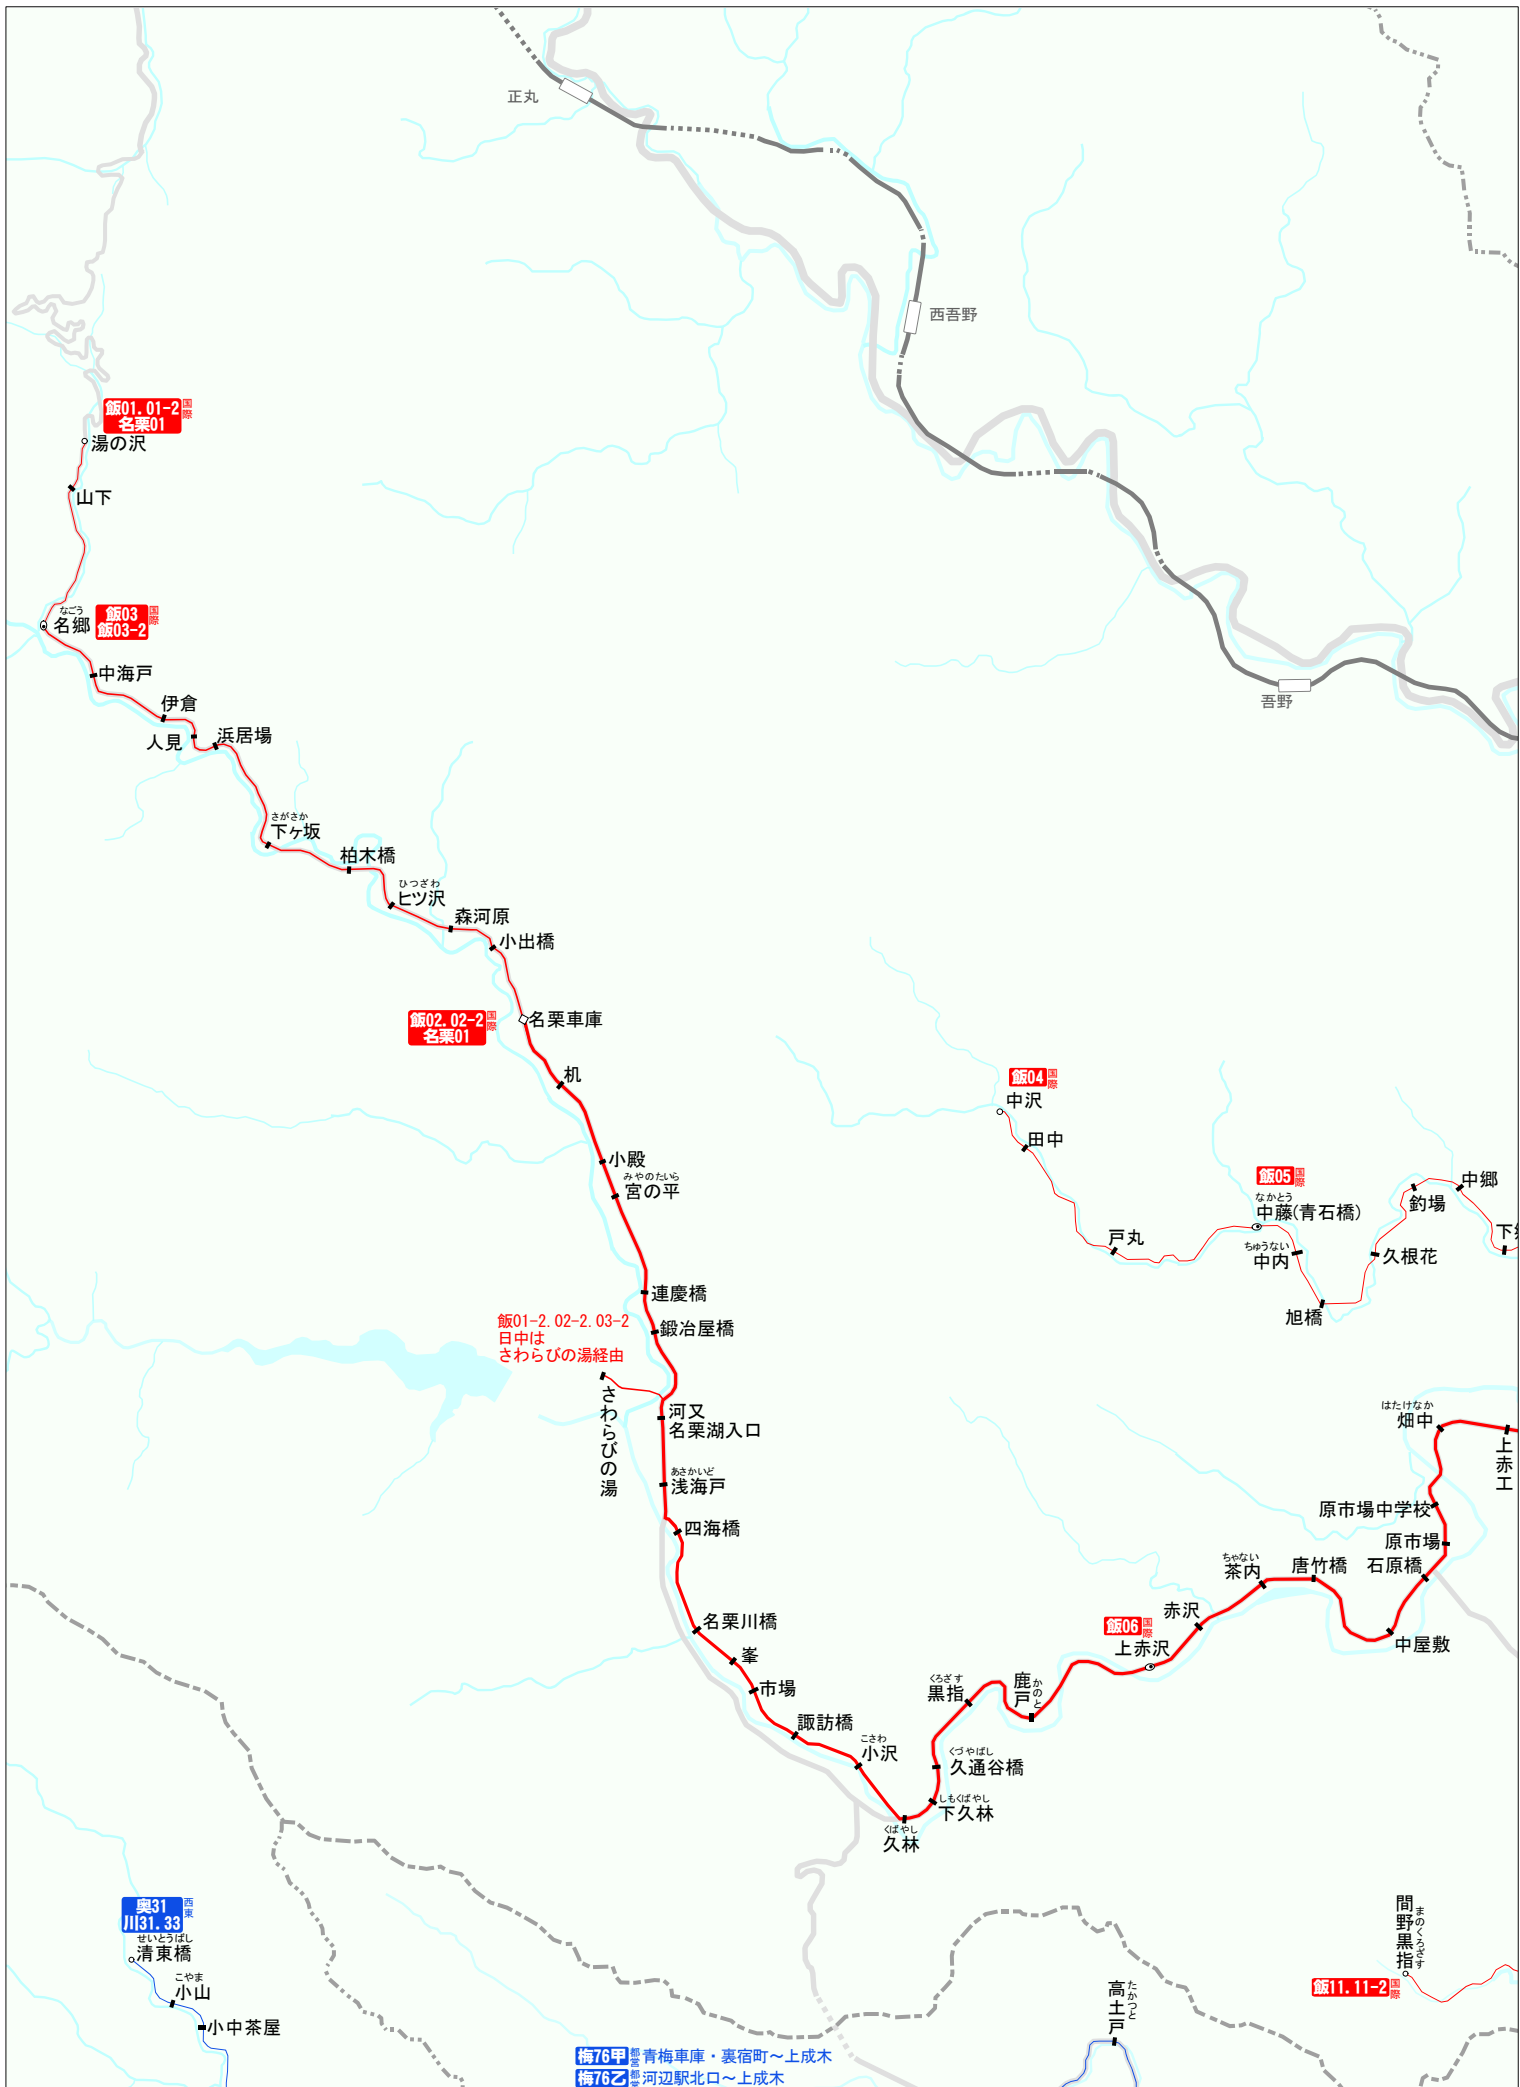 正丸
西吾野
飯01.01-2
名栗01
国際
湯の沢
山下
なごう
名郷
飯03
飯03-2
国際
中海戸
伊倉
人見
浜居場
吾野
さがさか
下ヶ坂
柏木橋
ひつざわ
ヒツ沢
森河原
小出橋
飯02.02-2
名栗01
国際
名栗車庫
机
小殿
みやのたいら
宮の平
連慶橋
鍛冶屋橋
飯01-2.02-2.03-2
日中は
さわらびの湯経由
さわらびの湯
河又
名栗湖入口
あさかいど
浅海戸
四海橋
名栗川橋
峯
市場
諏訪橋
こさわ
小沢
くばやし
久林
しもくばやし
下久林
くづやばし
久通谷橋
くろざす
黒指
鹿戸
かのと
飯06
国際
上赤沢
赤沢
ちゃない
茶内
唐竹橋
中屋敷
石原橋
原市場
原市場中学校
はたけなか
畑中
上赤工
飯04
国際
中沢
田中
戸丸
飯05
国際
なかとう
中藤(青石橋)
ちゅうない
中内
旭橋
久根花
釣場
中郷
下
奥31
川31.33
西東
せいとうばし
清東橋
こやま
小山
小中茶屋
間野黒指
まのくろざす
飯11.11-2
国際
高土戸
たかつと
梅76甲
都営
青梅車庫・裏宿町～上成木
梅76乙
都営
河辺駅北口～上成木